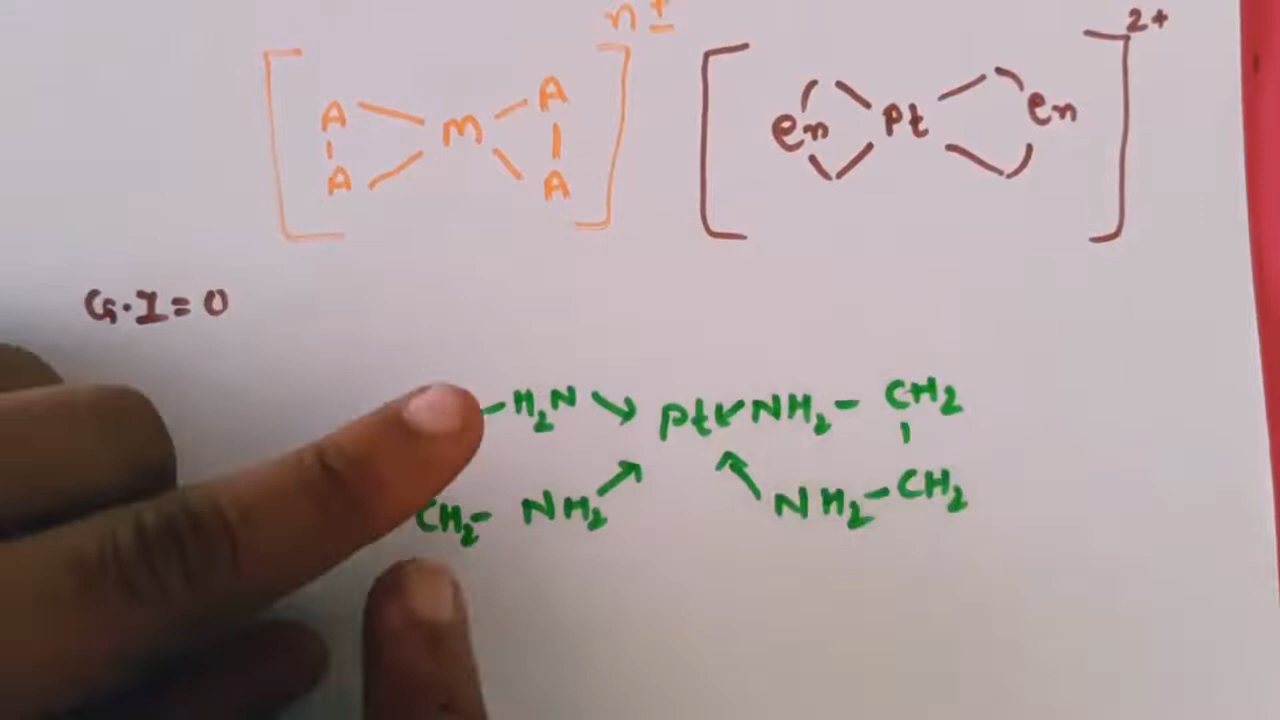 n± 2+
A M A en Pt en
A A
G.I = 0
-H₂N → Pt ← NH₂ - CH₂
CH₂- NH₂ NH₂ - CH₂